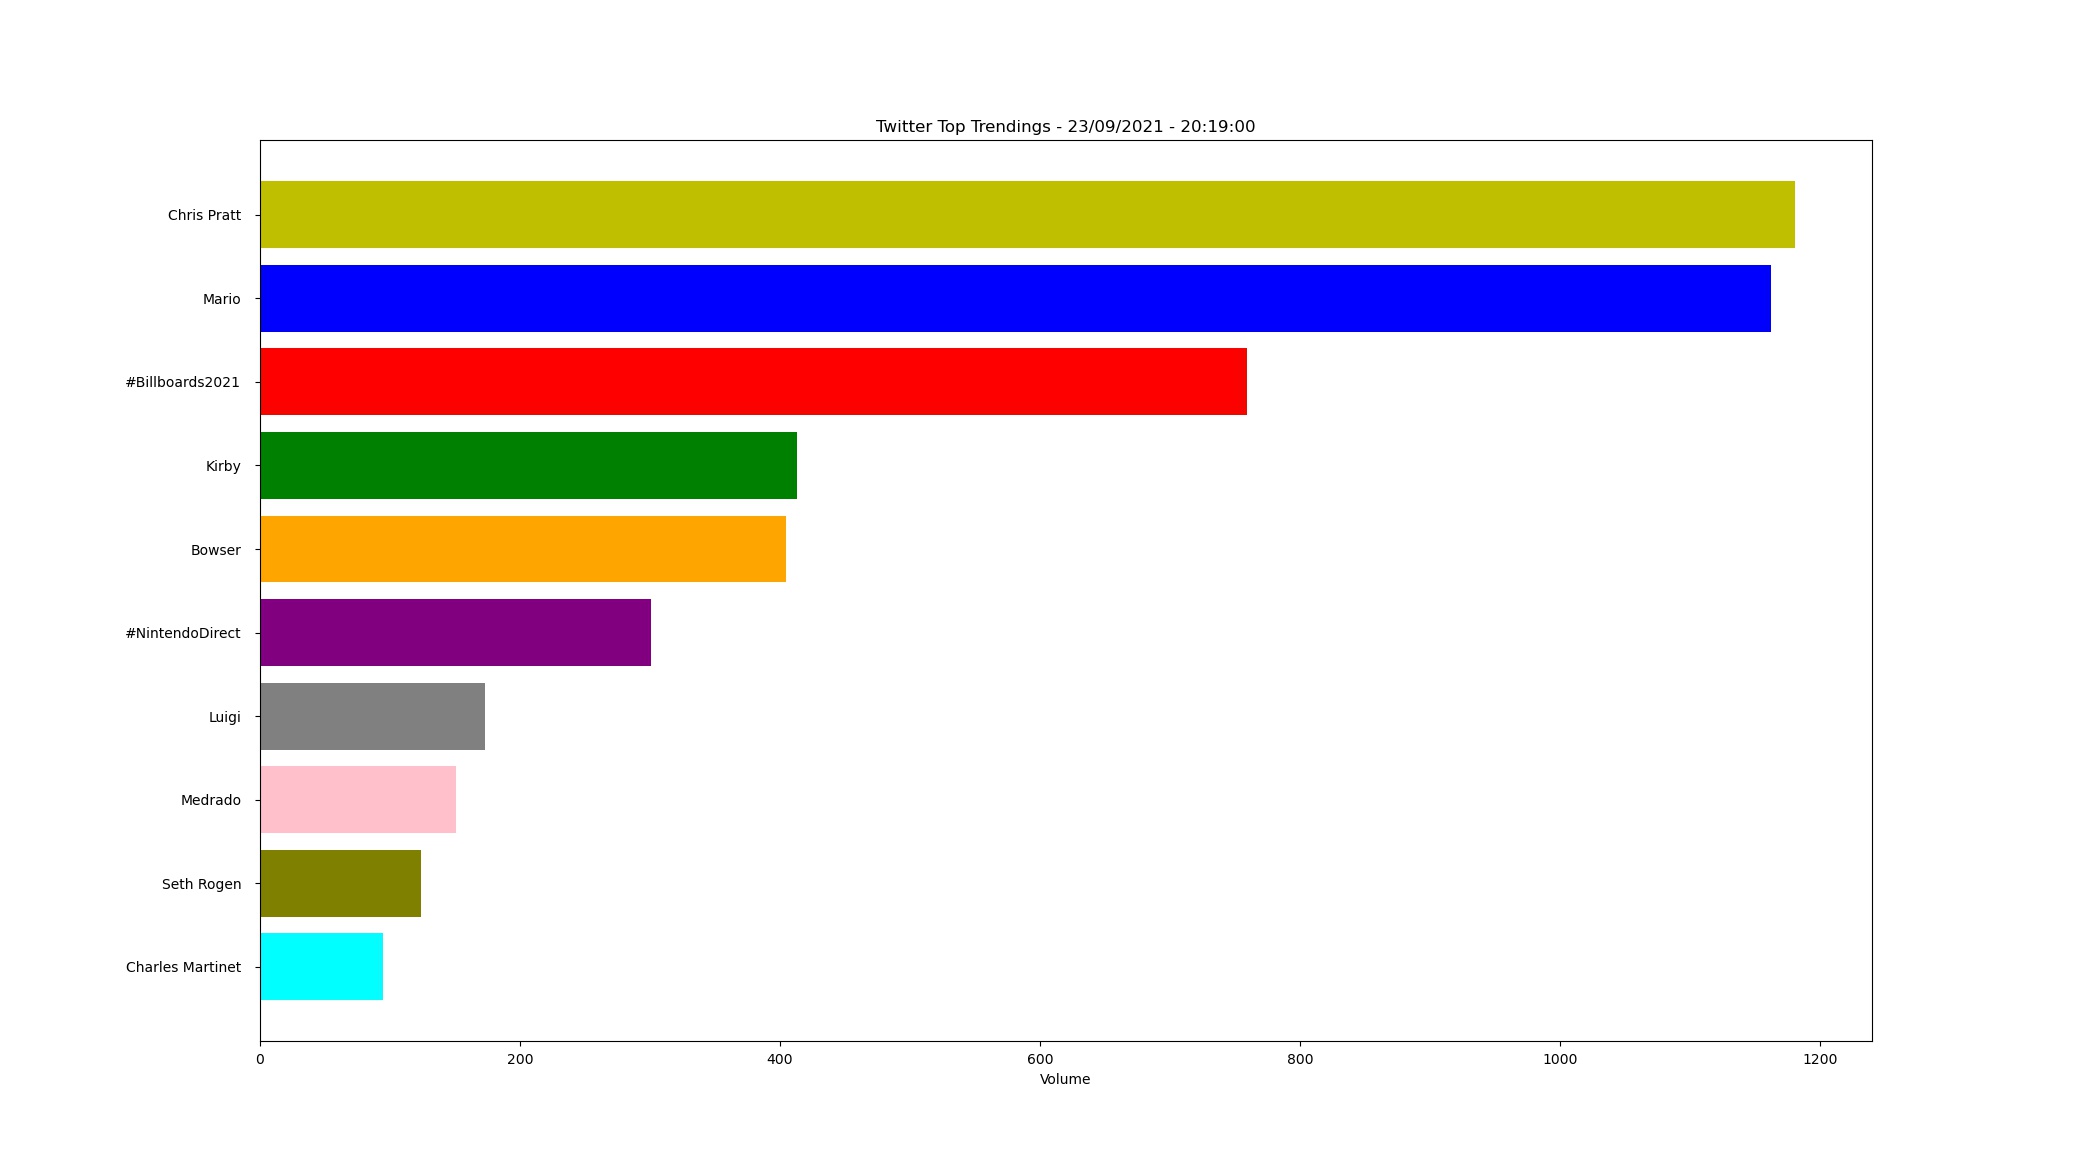 Twitter Top Trendings - 23/09/2021 - 20:19:00
Chris Pratt
Mario
#Billboards2021
Kirby
Bowser
#NintendoDirect
Luigi
Medrado
Seth Rogen
Charles Martinet
0 200 400 600 800 1000 1200
Volume